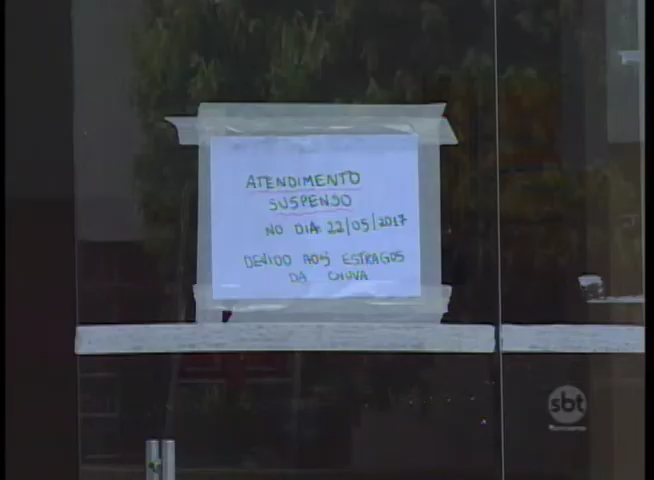 ATENDIMENTO
SUSPENSO
NO DIA: 22/05/2017
DEVIDO AOS ESTRAGOS
DA CHUVA
sbt